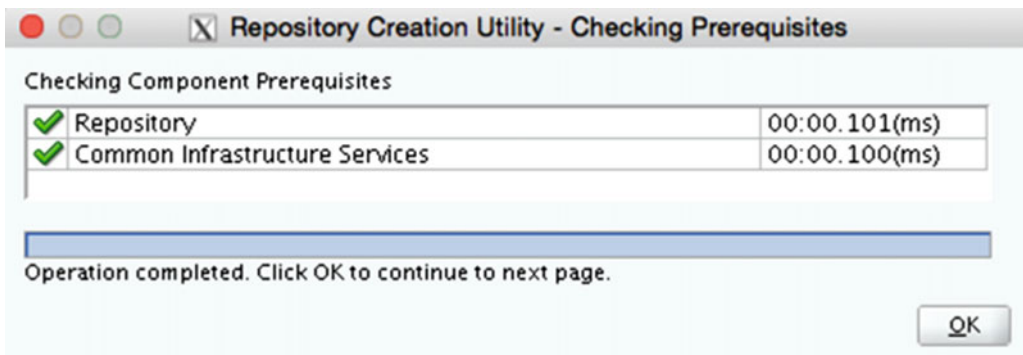 Repository Creation Utility - Checking Prerequisites
Checking Component Prerequisites
Repository 00:00.101(ms)
Common Infrastructure Services 00:00.100(ms)
Operation completed. Click OK to continue to next page.
OK